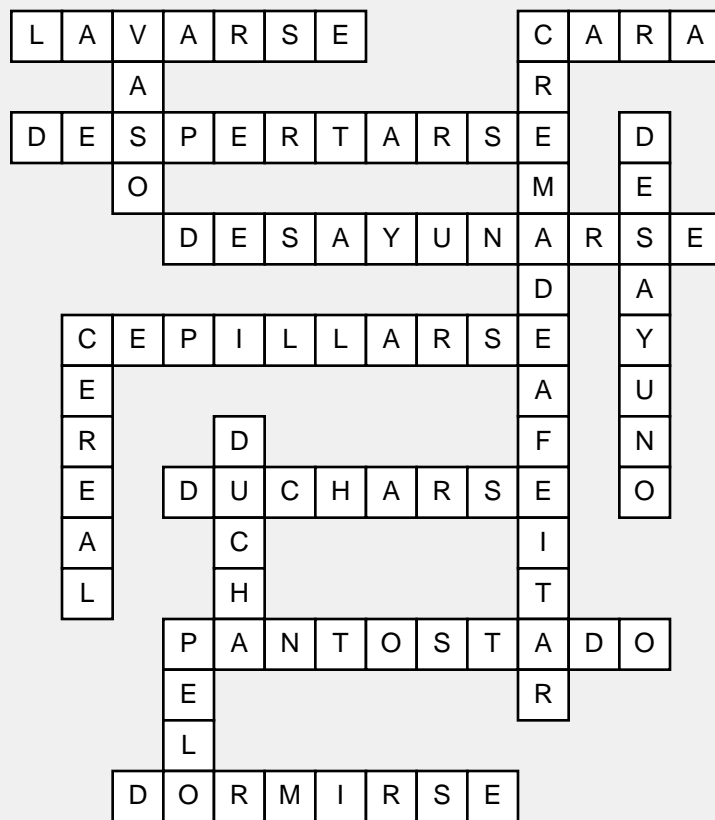 LAVARSE CARA
A R
DESPERTARSE D
O M E
DESAYUNARSE
D A
CEPILLARSE Y
E A U
R D F N
E DUCHARSE O
A C I
L H T
PANTOSTADO
E R
L
DORMIRSE